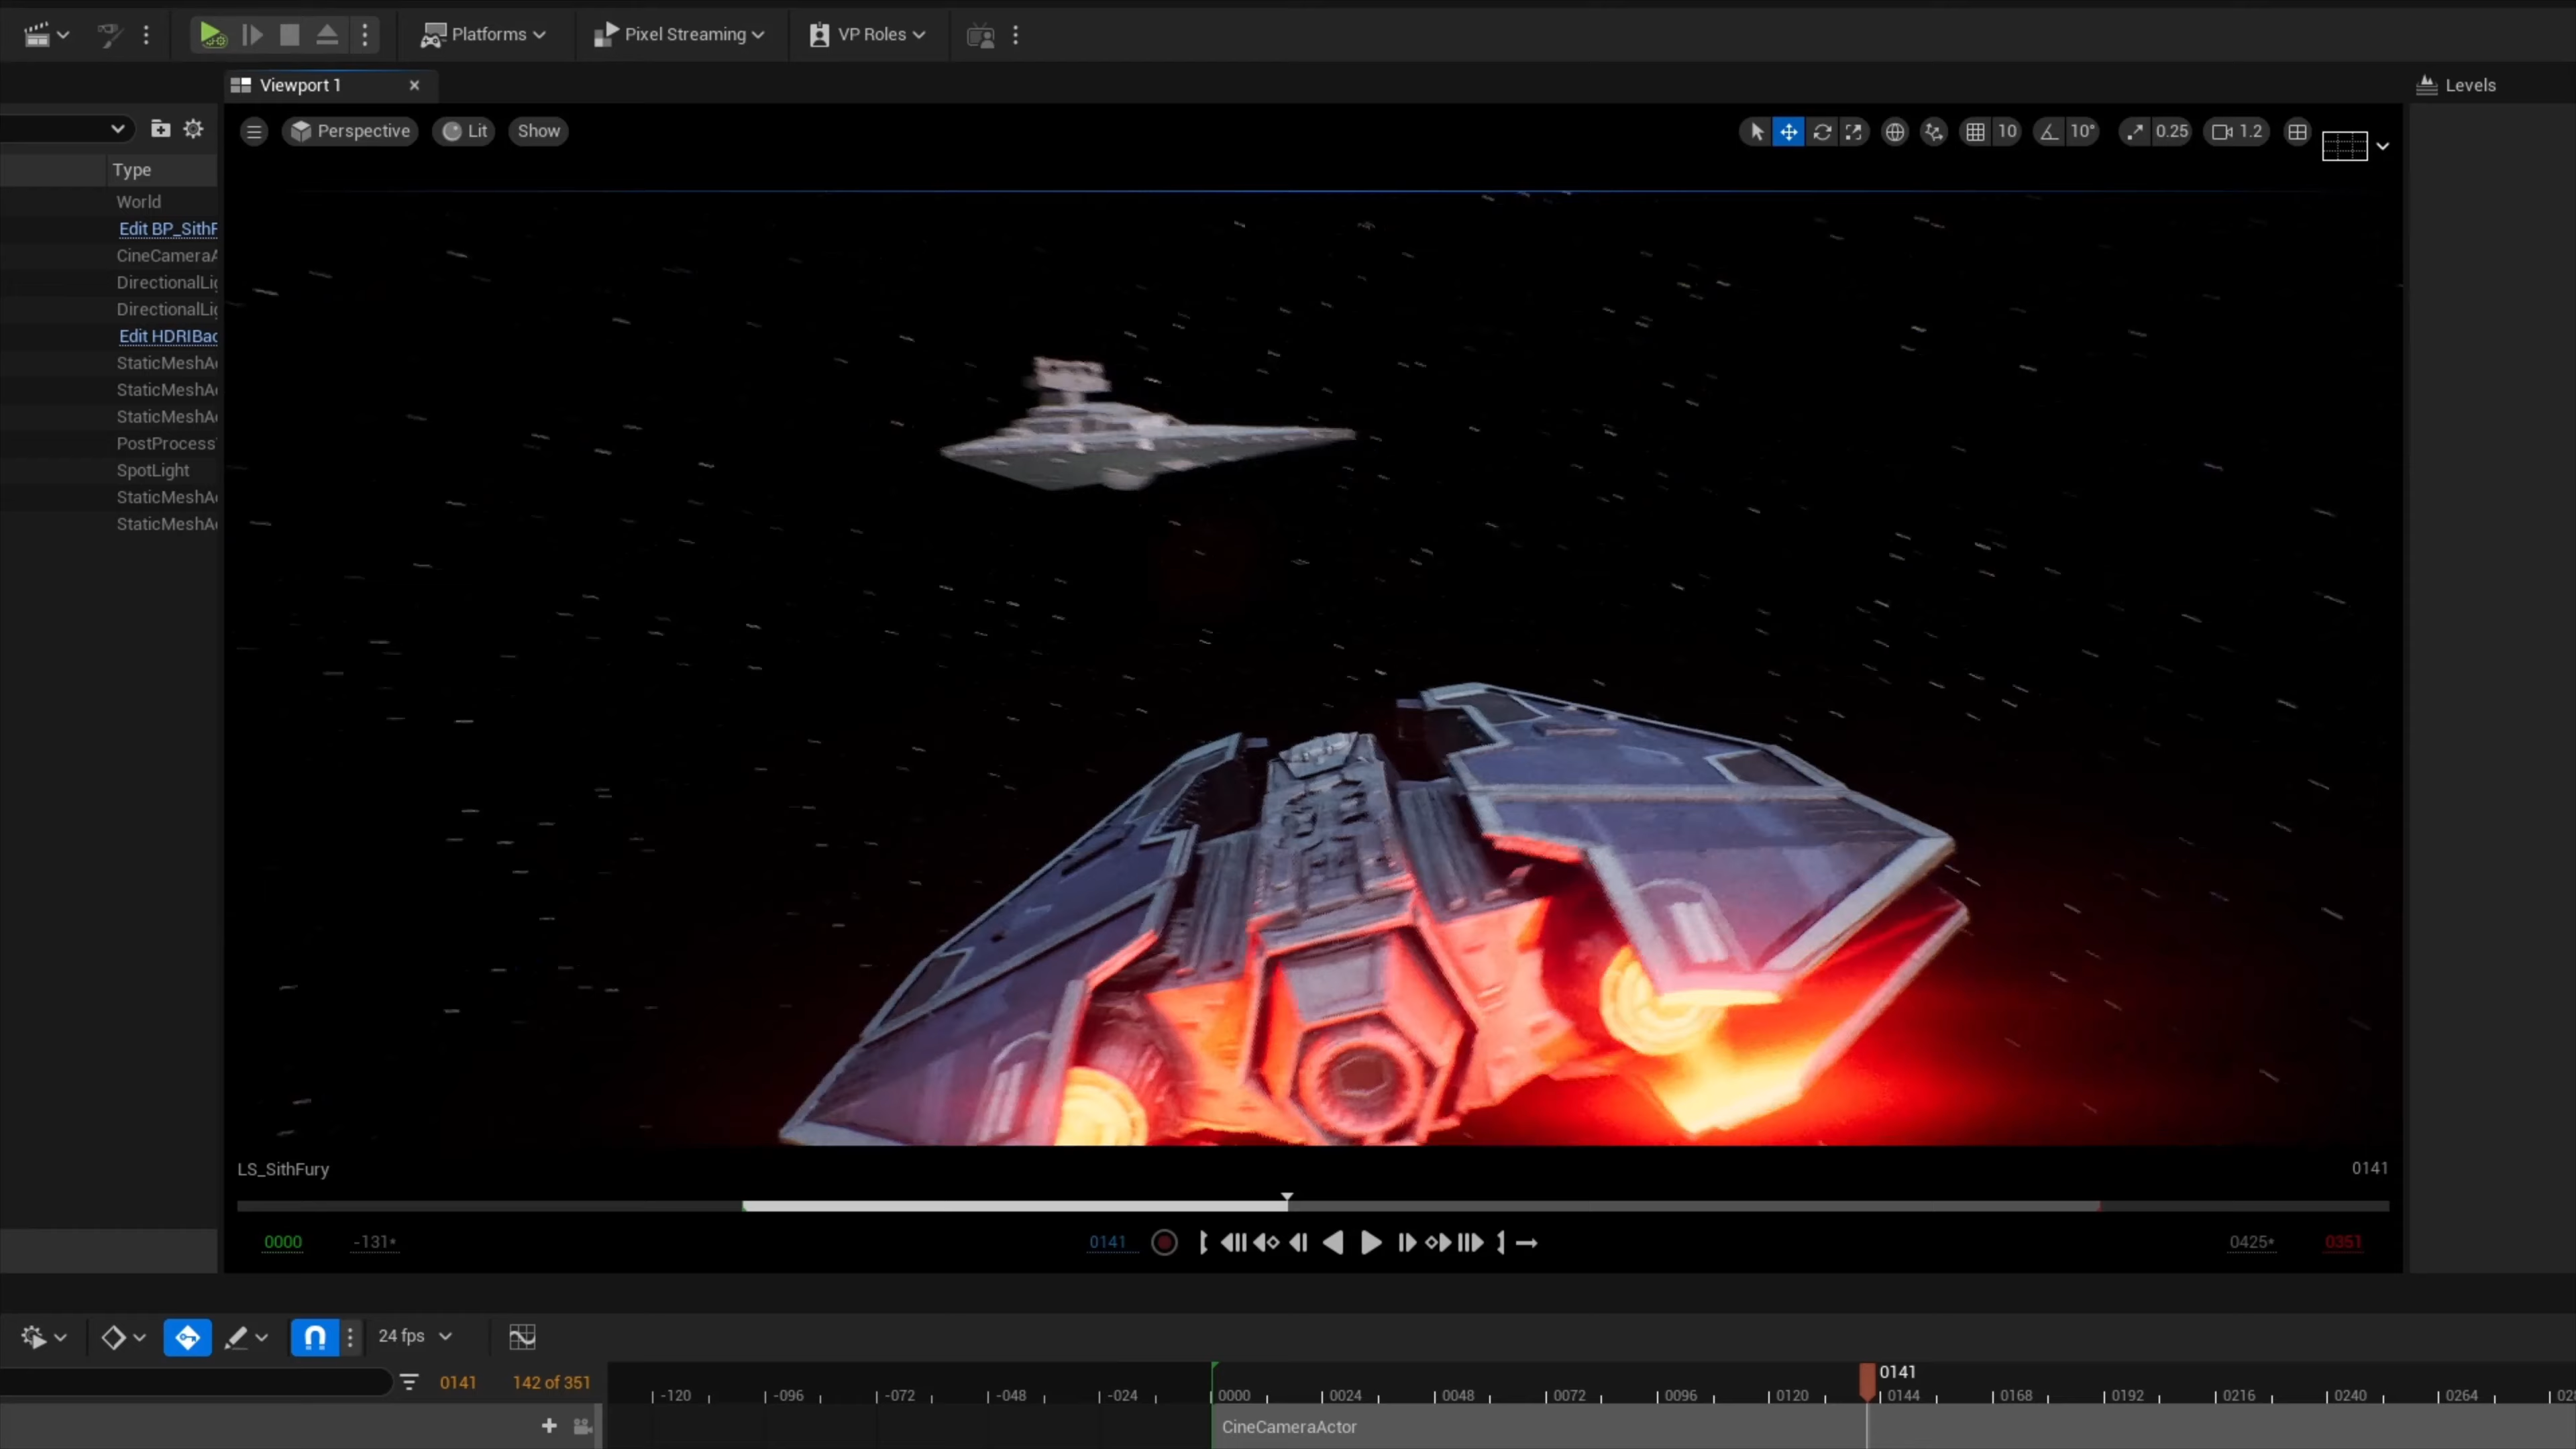 Platforms
Pixel Streaming
VP Roles
Viewport 1
Levels
Perspective
Lit
Show
10
10°
0.25
1.2
Type
World
Edit BP_SithF
CineCameraA
DirectionalLig
DirectionalLig
Edit HDRIBac
StaticMeshA
StaticMeshA
StaticMeshA
PostProcess
SpotLight
StaticMeshA
StaticMeshA
LS_SithFury
0141
0000
-131*
0141
0425*
0351
24 fps
0141
142 of 351
0141
-120
-096
-072
-048
-024
0000
0024
0048
0072
0096
0120
0144
0168
0192
0216
0240
0264
028
CineCameraActor